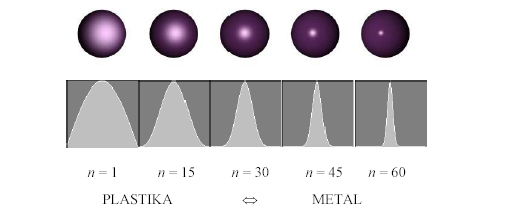 n = 1 n = 15 n = 30 n = 45 n = 60
PLASTIKA ⇔ METAL